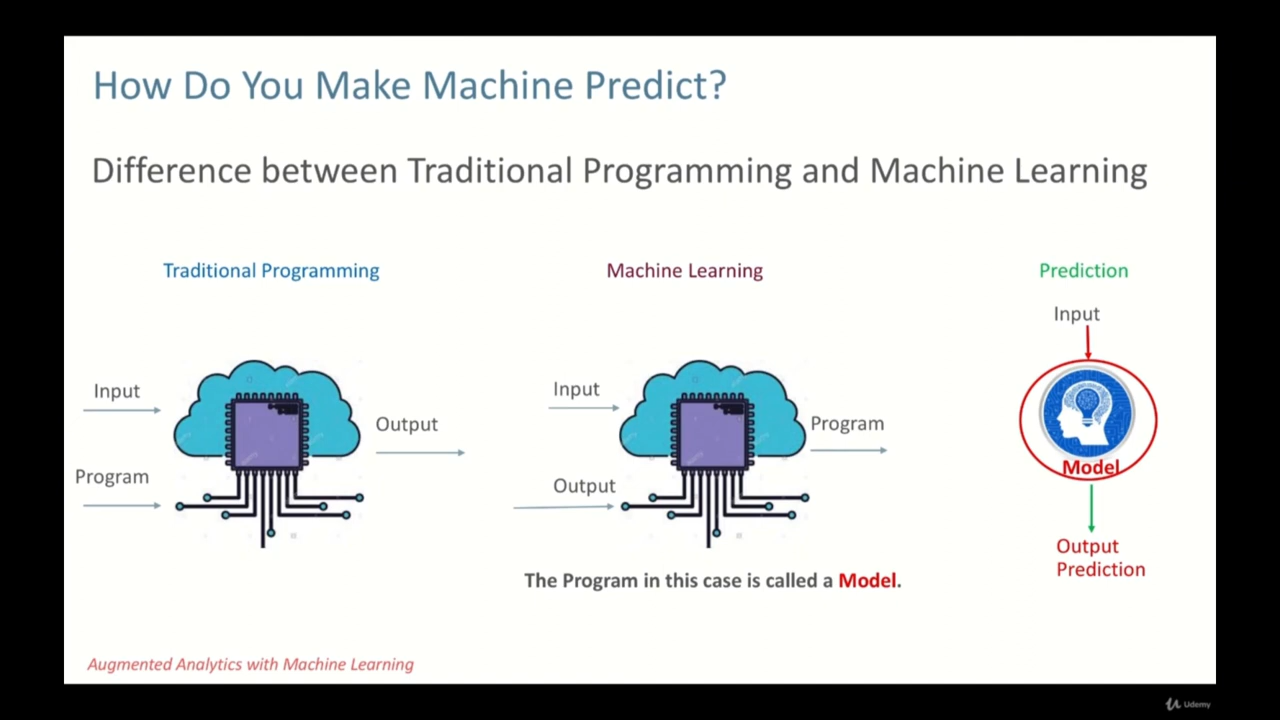 How Do You Make Machine Predict?
Difference between Traditional Programming and Machine Learning
Traditional Programming
Input
Program
Output
Machine Learning
Input
Output
Program
The Program in this case is called a Model.
Prediction
Input
Model
Output
Prediction
Augmented Analytics with Machine Learning
Udemy